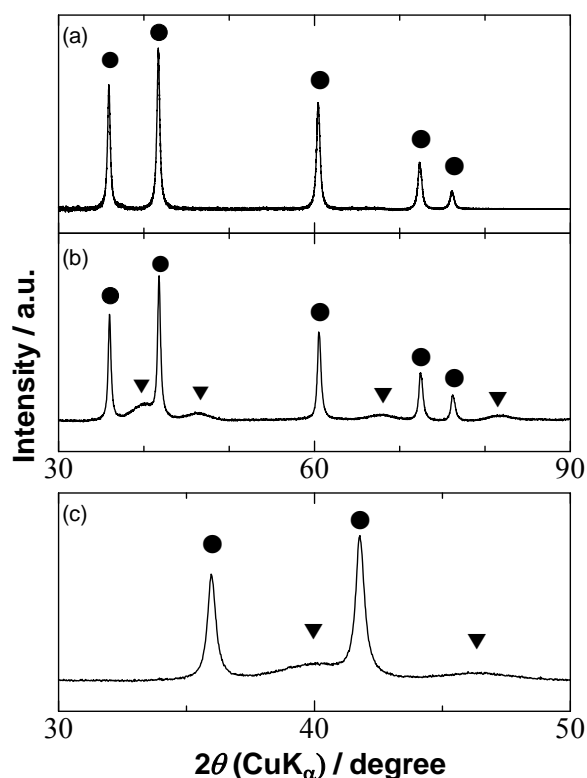 (a)
(b)
Intensity / a.u.
30 60 90
(c)
30 40 50
2θ (CuKα) / degree